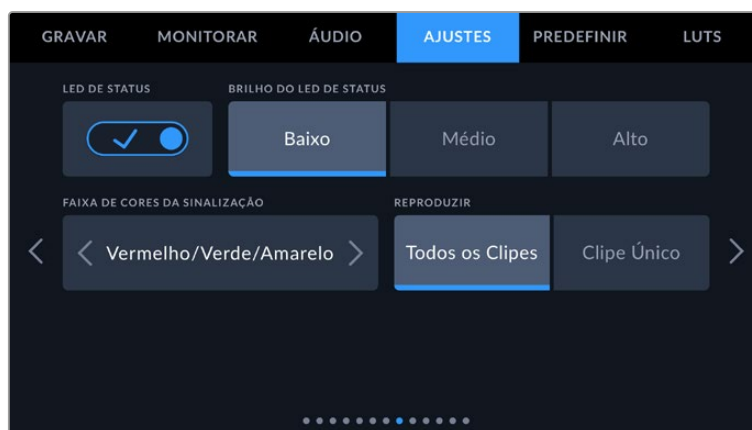 GRAVAR MONITORAR ÁUDIO AJUSTES PREDEFINIR LUTS
LED DE STATUS BRILHO DO LED DE STATUS
Baixo Médio Alto
FAIXA DE CORES DA SINALIZAÇÃO REPRODUZIR
Vermelho/Verde/Amarelo Todos os Clipes Clipe Único